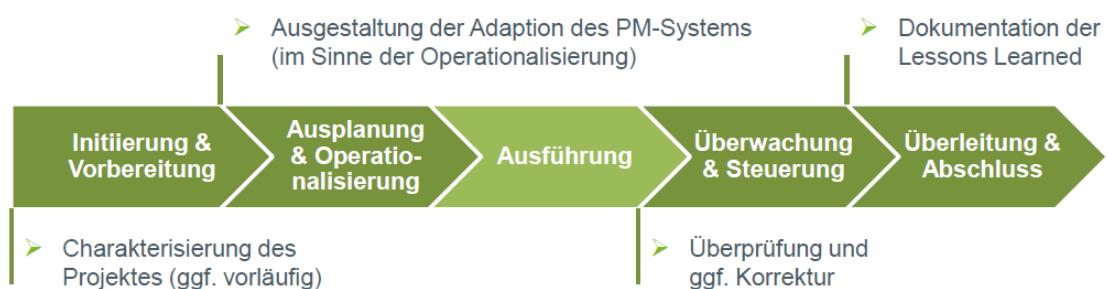 Ausgestaltung der Adaption des PM-Systems
(im Sinne der Operationalisierung)
Dokumentation der
Lessons Learned
Initiierung &
Vorbereitung
Ausplanung
& Operatio-
nalisierung
Ausführung
Überwachung
& Steuerung
Überleitung &
Abschluss
Charakterisierung des
Projektes (ggf. vorläufig)
Überprüfung und
ggf. Korrektur